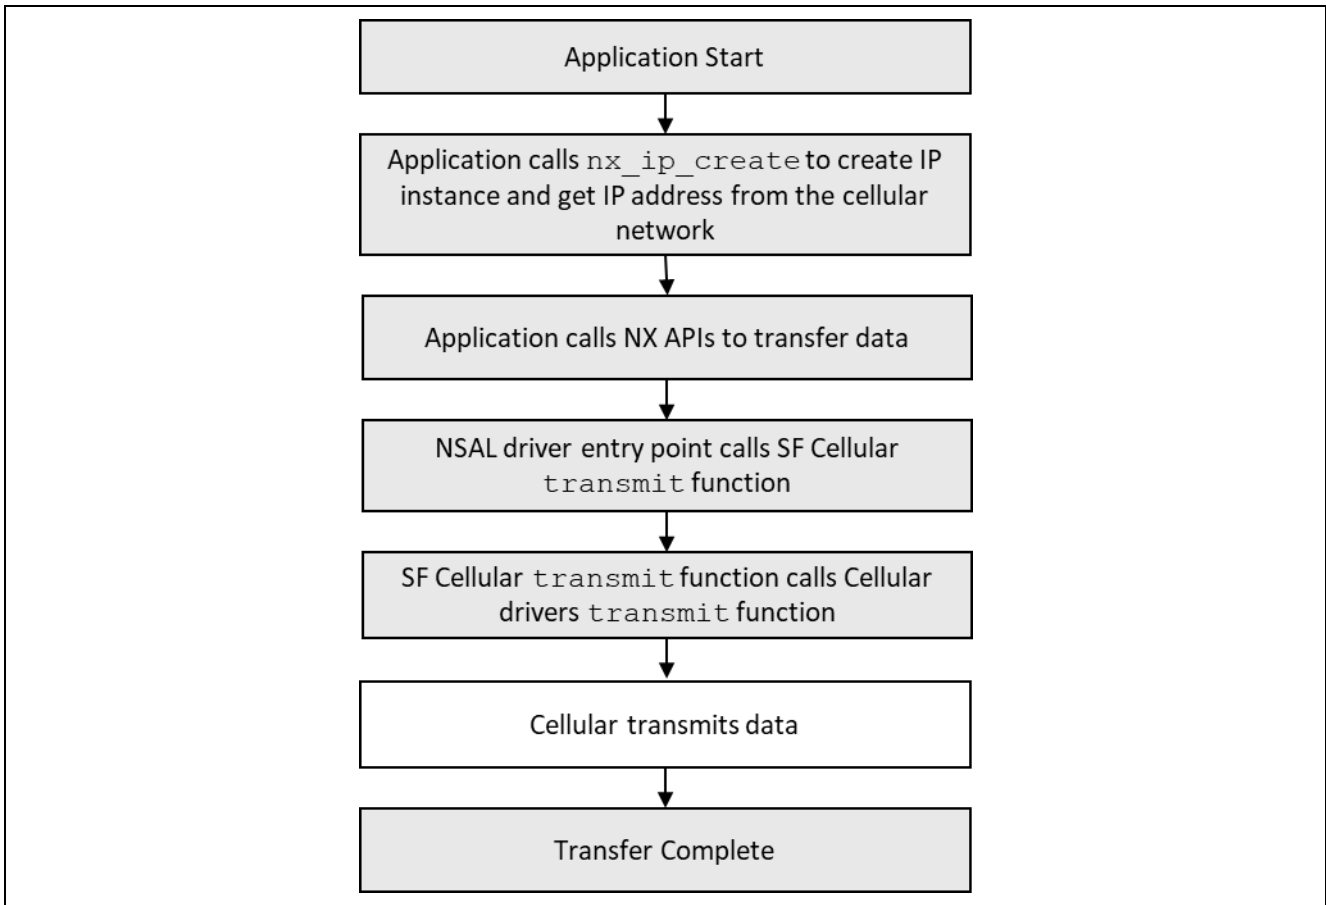 Application Start
Application calls nx_ip_create to create IP
instance and get IP address from the cellular
network
Application calls NX APIs to transfer data
NSAL driver entry point calls SF Cellular
transmit function
SF Cellular transmit function calls Cellular
drivers transmit function
Cellular transmits data
Transfer Complete